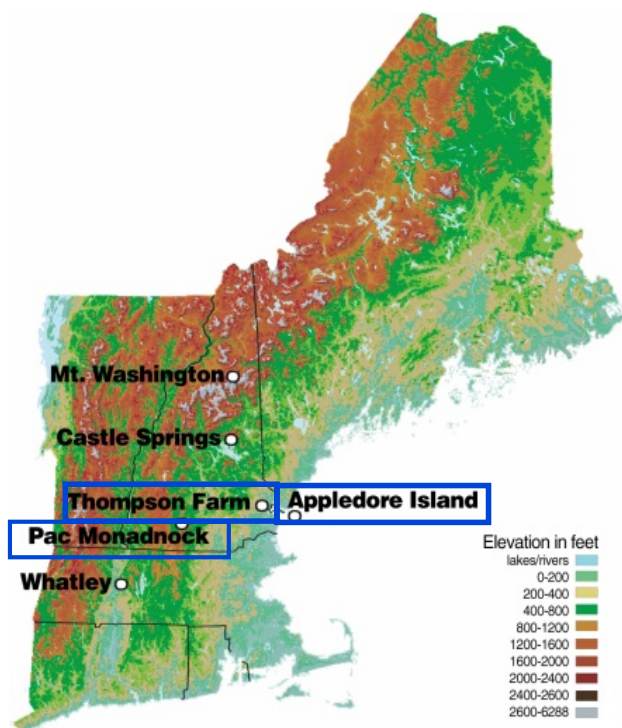 Mt. Washington
Castle Springs
Thompson Farm
Appledore Island
Pac Monadnock
Whatley
Elevation in feet
lakes/rivers
0-200
200-400
400-800
800-1200
1200-1600
1600-2000
2000-2400
2400-2600
2600-6288